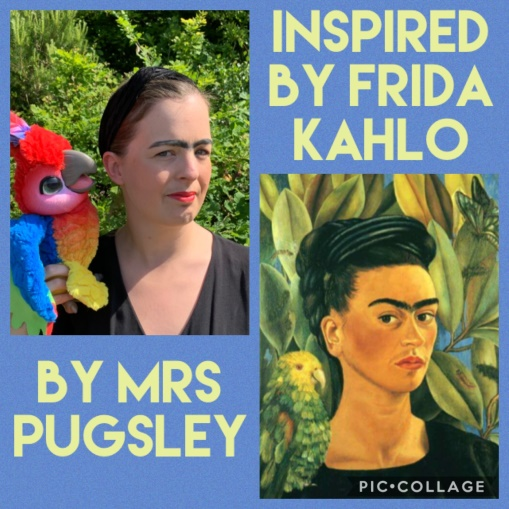 INSPIRED
BY FRIDA
KAHLO
BY MRS
PUGSLEY
PIC•COLLAGE